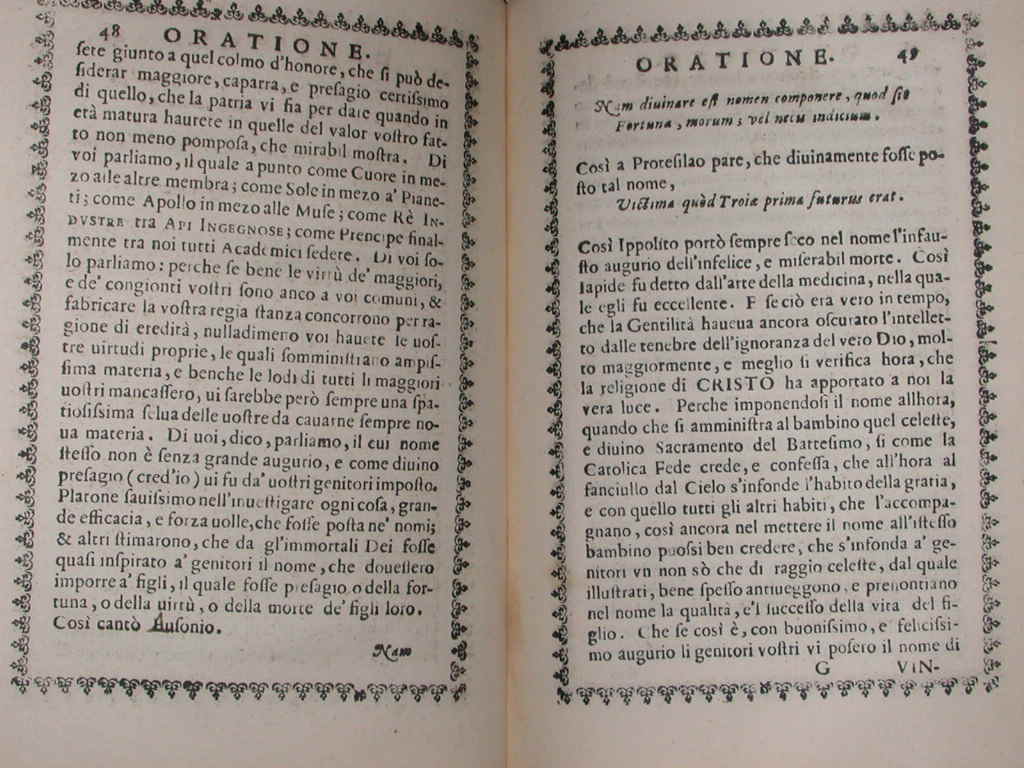 48
ORATIONE.
ſere giunto a quel colmo d'honore, che ſi può de-
ſiderar maggiore, caparra, e preſagio certiſsimo
di quello, che la patria vi ſia per dare quando in
età matura haurete in quelle del valor voſtro fat-
to non meno pompoſa, che mirabil moſtra. Di
voi parliamo, il quale a punto come Cuore in me-
zo alle altre membra; come Sole in mezo a' Piane-
ti; come Apollo in mezo alle Muſe; come Rè IN-
DVSTRE tra API INGEGNOSE; come Prencipe final-
mente tra noi tutti Academici ſedere. Di voi ſo-
lo parliamo: perche ſe bene le virtù de' maggiori,
e de' congionti voſtri ſono anco a voi comuni, &
fabricare la voſtra regia ſtanza concorrono per ra-
gione di eredità, nulladimeno voi hauete le uoſ-
tre uirtudi proprie, le quali ſomminiſtrano ampiſ-
ſima materia, e benche le lodi di tutti li maggiori
uoſtri mancaſſero, ui ſarebbe però ſempre una ſpa-
tioſiſsima ſelua delle uoſtre da cauarne ſempre no-
ua materia. Di uoi, dico, parliamo, il cui nome
ſteſſo non è ſenza grande augurio, e come diuino
preſagio (cred'io) ui fu da' uoſtri genitori impoſto.
Platone ſauiſsimo nell'inueſtigare ogni coſa, gran-
de efficacia, e forza uolle, che foſſe poſta ne' nomi;
& altri ſtimarono, che da gl'immortali Dei foſſe
quaſi inſpirato a' genitori il nome, che doueſſero
imporre a' figli, il quale foſſe preſagio o della for-
tuna, o della uirtù, o della morte de' figli loro.
Così cantò Auſonio.
Nam
ORATIONE.
49
Nam diuinare eſt nomen componere, quod ſit
Fortuna, morum, vel necis indicium.
Così a Proteſilao pare, che diuinamente foſſe po-
ſto tal nome,
Victima quòd Troiæ prima futurus erat.
Così Ippolito portò ſempre ſeco nel nome l'infau-
ſto augurio dell'infelice, e miſerabil morte. Così
Iapide fu detto dall'arte della medicina, nella qua-
le egli fu eccellente. E ſe ciò era vero in tempo,
che la Gentilità haueua ancora oſcurato l'intellet-
to dalle tenebre dell'ignoranza del vero DIO, mol-
to maggiormente, e meglio ſi verifica hora, che
la religione di CRISTO ha apportato a noi la
vera luce. Perche imponendoſi il nome allhora,
quando che ſi amminiſtra al bambino quel celeſte,
e diuino Sacramento del Batteſimo, ſi come la
Catolica Fede crede, e confeſſa, che all'hora al
fanciullo dal Cielo s'infonde l'habito della gratia,
e con quello tutti gli altri habiti, che l'accompa-
gnano, così ancora nel mettere il nome all'iſteſſo
bambino puoſsi ben credere, che s'infonda a' ge-
nitori vn non sò che di raggio celeſte, dal quale
illuſtrati, bene ſpeſſo antiueggono, e prenontiano
nel nome la qualità, e'l ſucceſſo della vita del fi-
glio. Che ſe così è, con buoniſsimo, e feliciſsi-
mo augurio li genitori voſtri vi poſero il nome di
G
VIN-